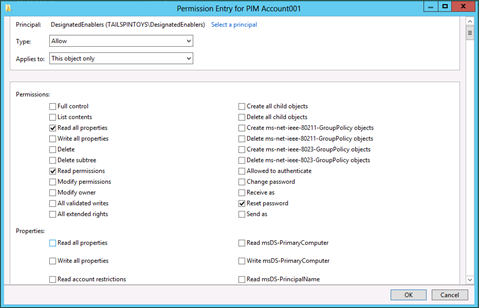 Permission Entry for PIM Account001
Principal: DesignatedEnablers (TAILSPINTOYS\DesignatedEnablers) Select a principal
Type: Allow
Applies to: This object only
Permissions:
Full control Create all child objects
List contents Delete all child objects
Read all properties Create ms-net-ieee-80211-GroupPolicy objects
Write all properties Delete ms-net-ieee-80211-GroupPolicy objects
Delete Create ms-net-ieee-8023-GroupPolicy objects
Delete subtree Delete ms-net-ieee-8023-GroupPolicy objects
Read permissions Allowed to authenticate
Modify permissions Change password
Modify owner Receive as
All validated writes Reset password
All extended rights Send as
Properties:
Read all properties Read msDS-PrimaryComputer
Write all properties Write msDS-PrimaryComputer
Read account restrictions Read msDS-PrincipalName
OK Cancel